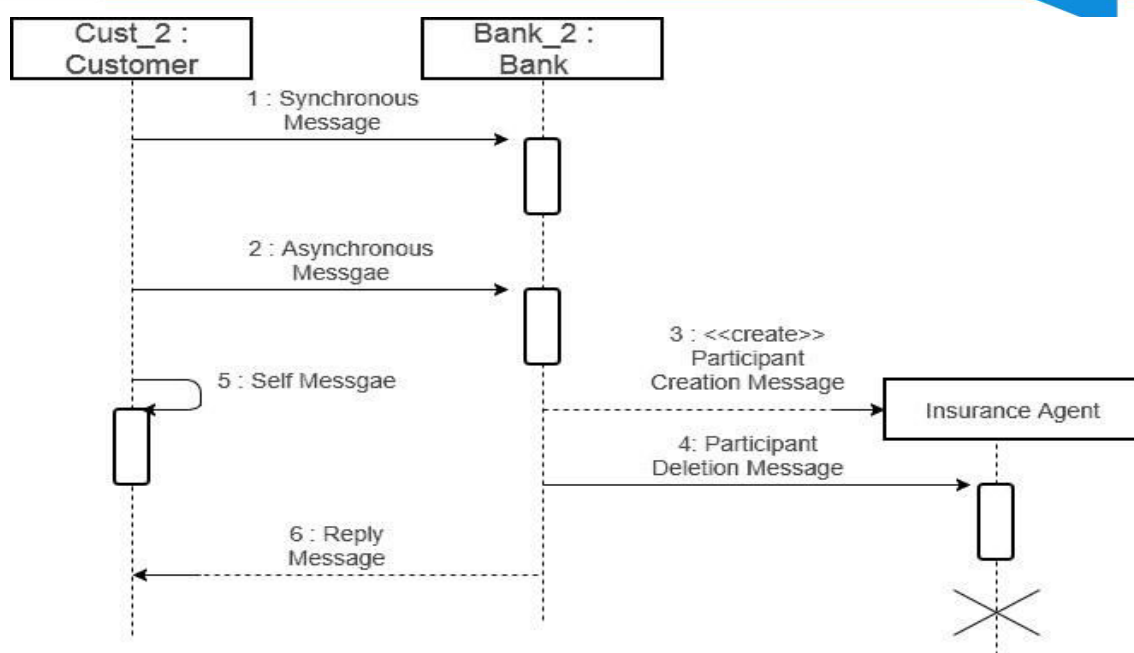 Cust_2 :
Customer
Bank_2 :
Bank
1 : Synchronous
Message
2 : Asynchronous
Messgae
3 : <<create>>
Participant
Creation Message
5 : Self Messgae
Insurance Agent
4: Participant
Deletion Message
6 : Reply
Message